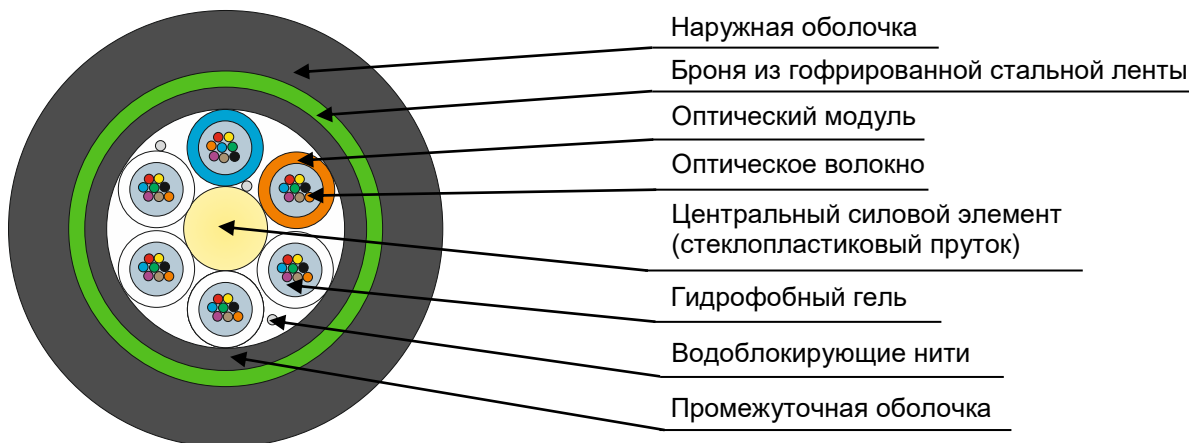 Наружная оболочка
Броня из гофрированной стальной ленты
Оптический модуль
Оптическое волокно
Центральный силовой элемент
(стеклопластиковый пруток)
Гидрофобный гель
Водоблокирующие нити
Промежуточная оболочка